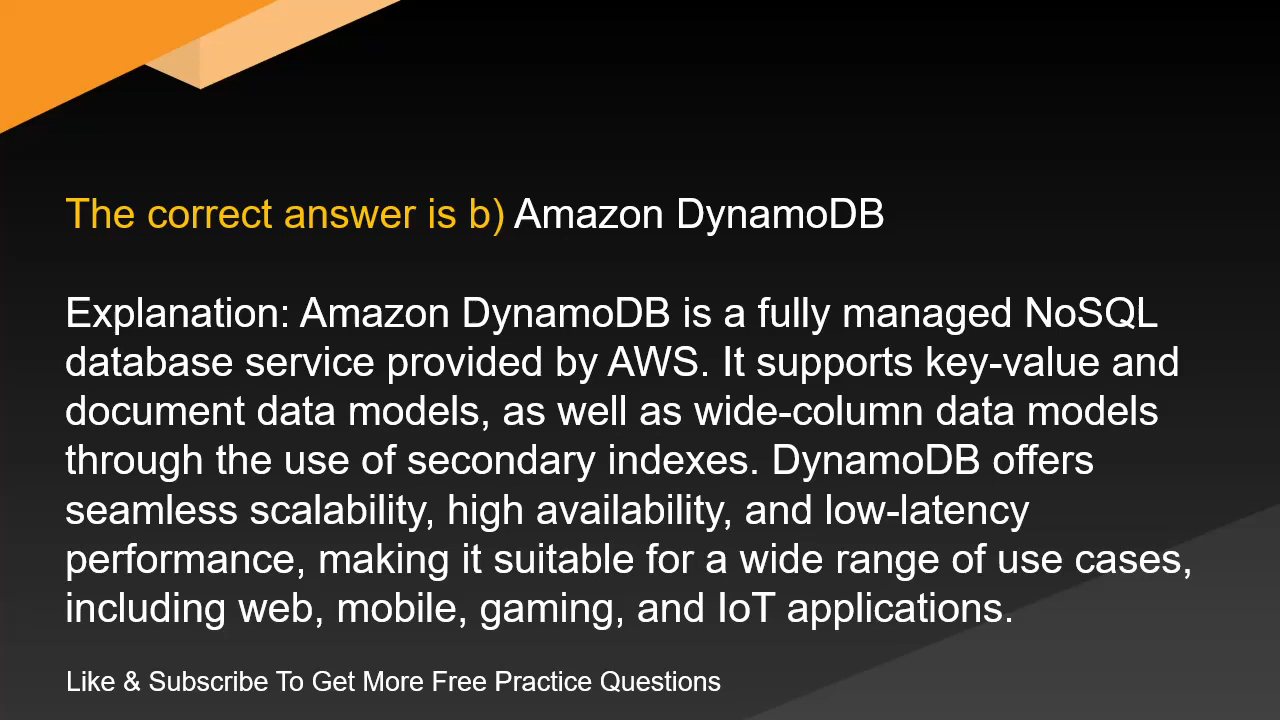 The correct answer is b) Amazon DynamoDB
Explanation: Amazon DynamoDB is a fully managed NoSQL
database service provided by AWS. It supports key-value and
document data models, as well as wide-column data models
through the use of secondary indexes. DynamoDB offers
seamless scalability, high availability, and low-latency
performance, making it suitable for a wide range of use cases,
including web, mobile, gaming, and IoT applications.
Like & Subscribe To Get More Free Practice Questions